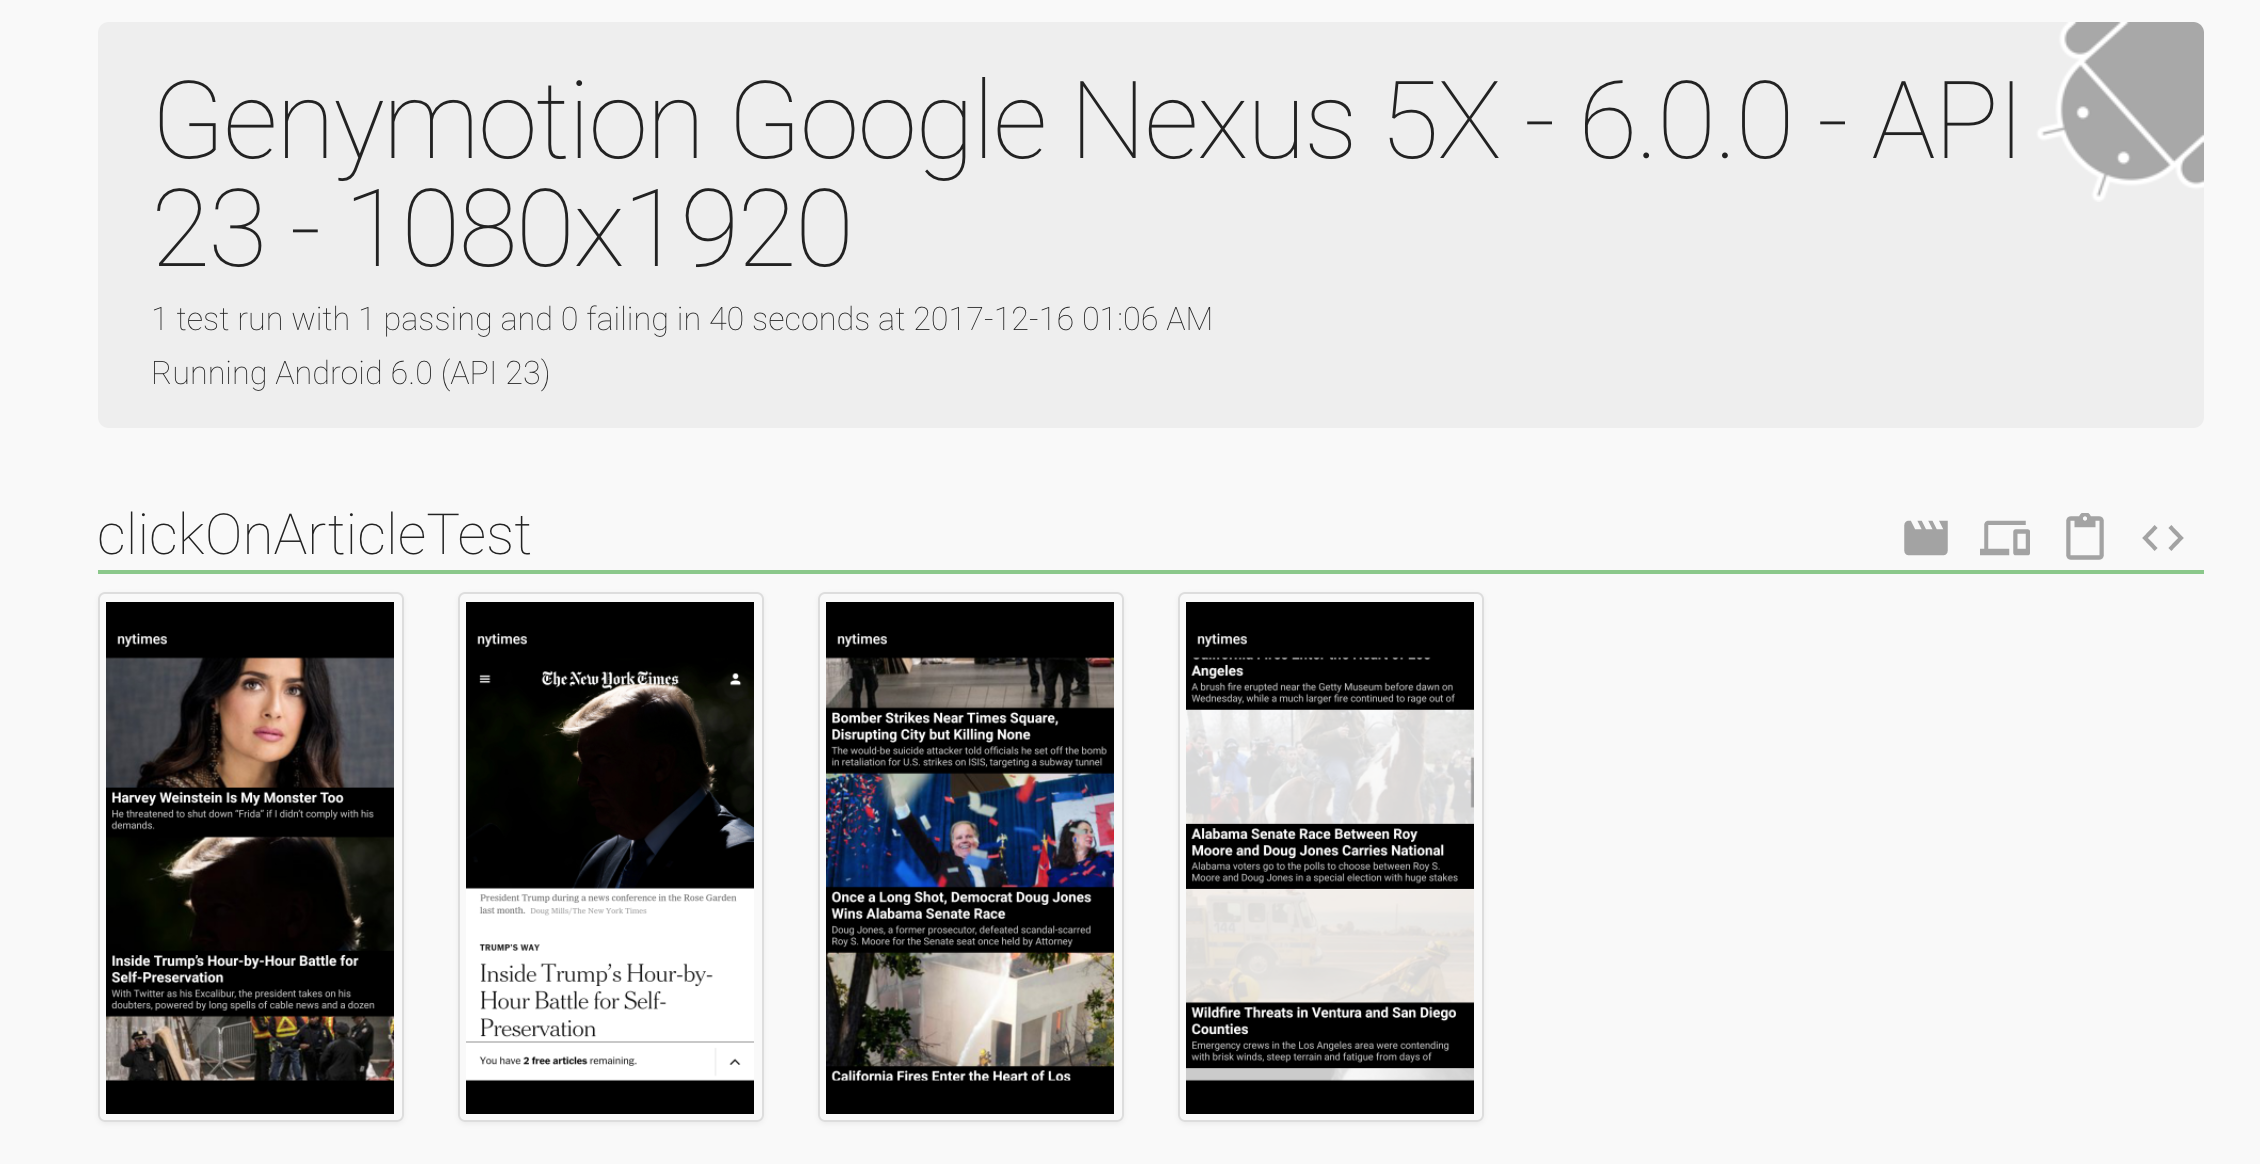 Genymotion Google Nexus 5X - 6.0.0 - API
23 - 1080x1920
1 test run with 1 passing and 0 failing in 40 seconds at 2017-12-16 01:06 AM
Running Android 6.0 (API 23)
clickOnArticleTest
nytimes
Harvey Weinstein Is My Monster Too
He threatened to shut down “Frida” if I didn’t comply with his
demands.
Inside Trump’s Hour-by-Hour Battle for
Self-Preservation
With Twitter as his Excalibur, the president takes on his
doubters, powered by long spells of cable news and a dozen
nytimes
The New York Times
President Trump during a news conference in the Rose Garden
last month. Doug Mills/The New York Times
TRUMP’S WAY
Inside Trump’s Hour-by-
Hour Battle for Self-
Preservation
You have 2 free articles remaining.
nytimes
Bomber Strikes Near Times Square,
Disrupting City but Killing None
The would-be suicide attacker told officials he set off the bomb
in retaliation for U.S. strikes on ISIS, targeting a subway tunnel
Once a Long Shot, Democrat Doug Jones
Wins Alabama Senate Race
Doug Jones, a former prosecutor, defeated scandal-scarred
Roy S. Moore for the Senate seat once held by Attorney
California Fires Enter the Heart of Los
nytimes
California Fires Enter the Heart of Los
Angeles
A brush fire erupted near the Getty Museum before dawn on
Wednesday, while a much larger fire continued to rage out of
Alabama Senate Race Between Roy
Moore and Doug Jones Carries National
Alabama voters go to the polls to choose between Roy S.
Moore and Doug Jones in a special election with huge stakes
144
Wildfire Threats in Ventura and San Diego
Counties
Emergency crews in the Los Angeles area were contending
with brisk winds, steep terrain and fatigue from days of